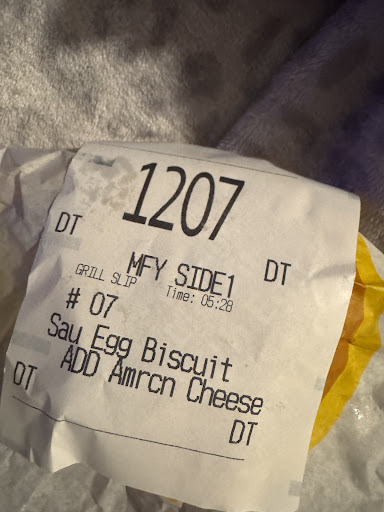 1207
DT
MFY SIDE1 DT
GRILL SLIP Time: 05:28
# 07
Sau Egg Biscuit
ADD Amrcn Cheese
DT
DT